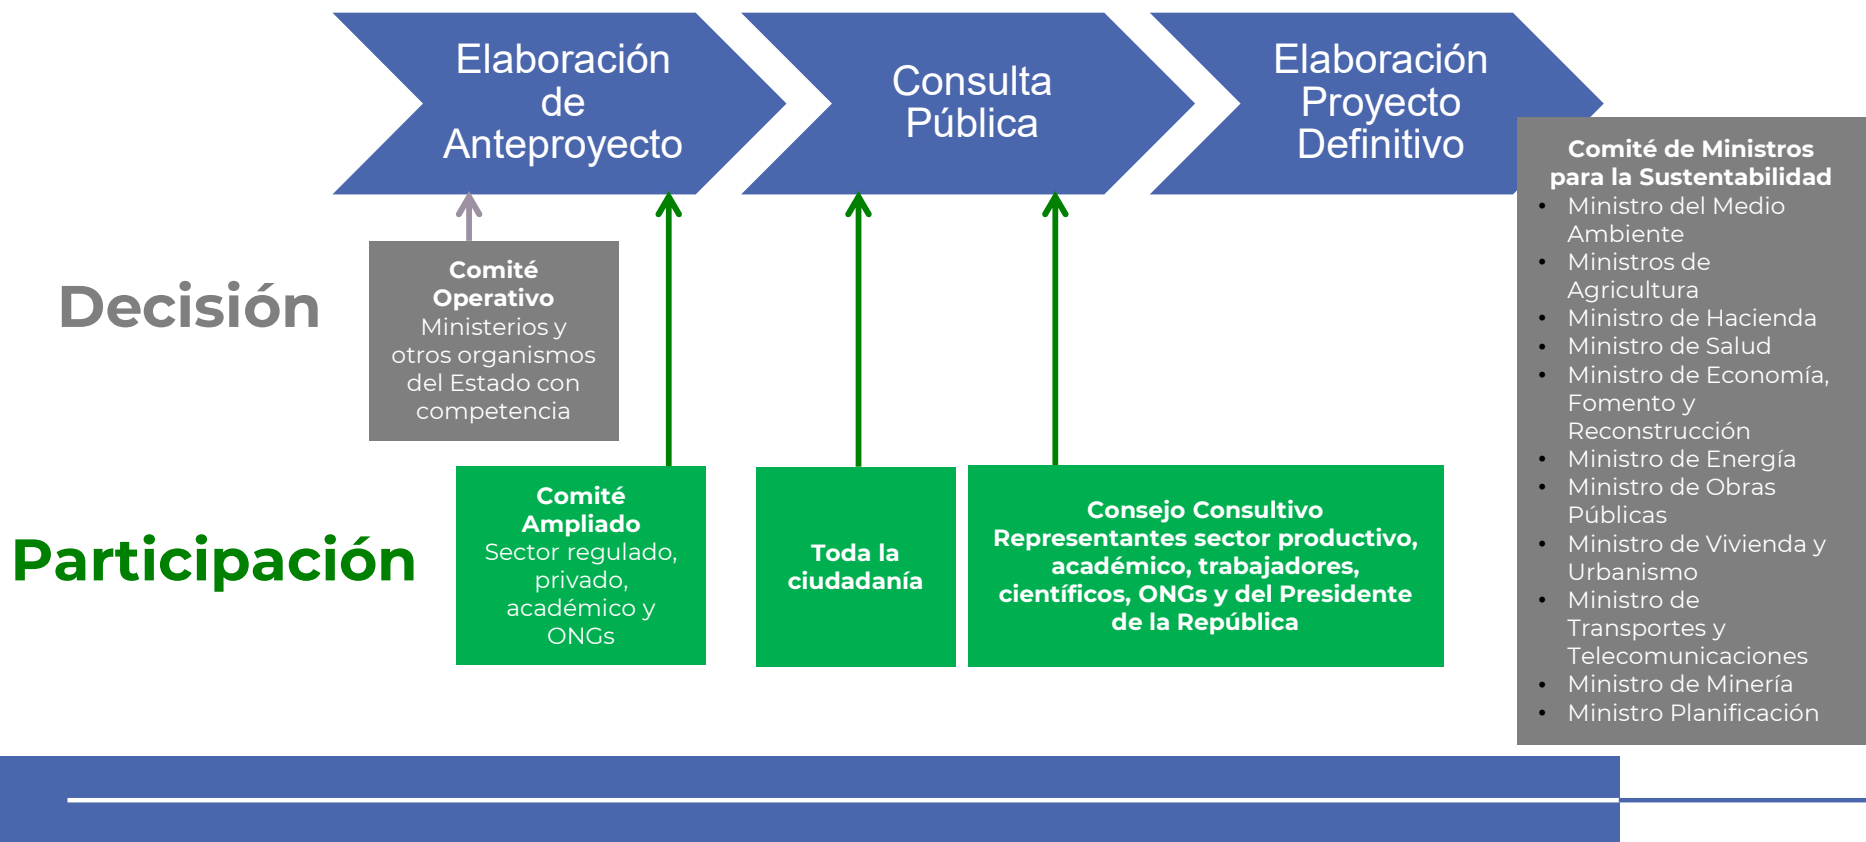 Elaboración
de
Anteproyecto
Consulta
Pública
Elaboración
Proyecto
Definitivo
Decisión
Comité
Operativo
Ministerios y
otros organismos
del Estado con
competencia
Participación
Comité
Ampliado
Sector regulado,
privado,
académico y
ONGs
Toda la
ciudadanía
Consejo Consultivo
Representantes sector productivo,
académico, trabajadores,
científicos, ONGs y del Presidente
de la República
Comité de Ministros
para la Sustentabilidad
• Ministro del Medio
Ambiente
• Ministros de
Agricultura
• Ministro de Hacienda
• Ministro de Salud
• Ministro de Economía,
Fomento y
Reconstrucción
• Ministro de Energía
• Ministro de Obras
Públicas
• Ministro de Vivienda y
Urbanismo
• Ministro de
Transportes y
Telecomunicaciones
• Ministro de Minería
• Ministro Planificación